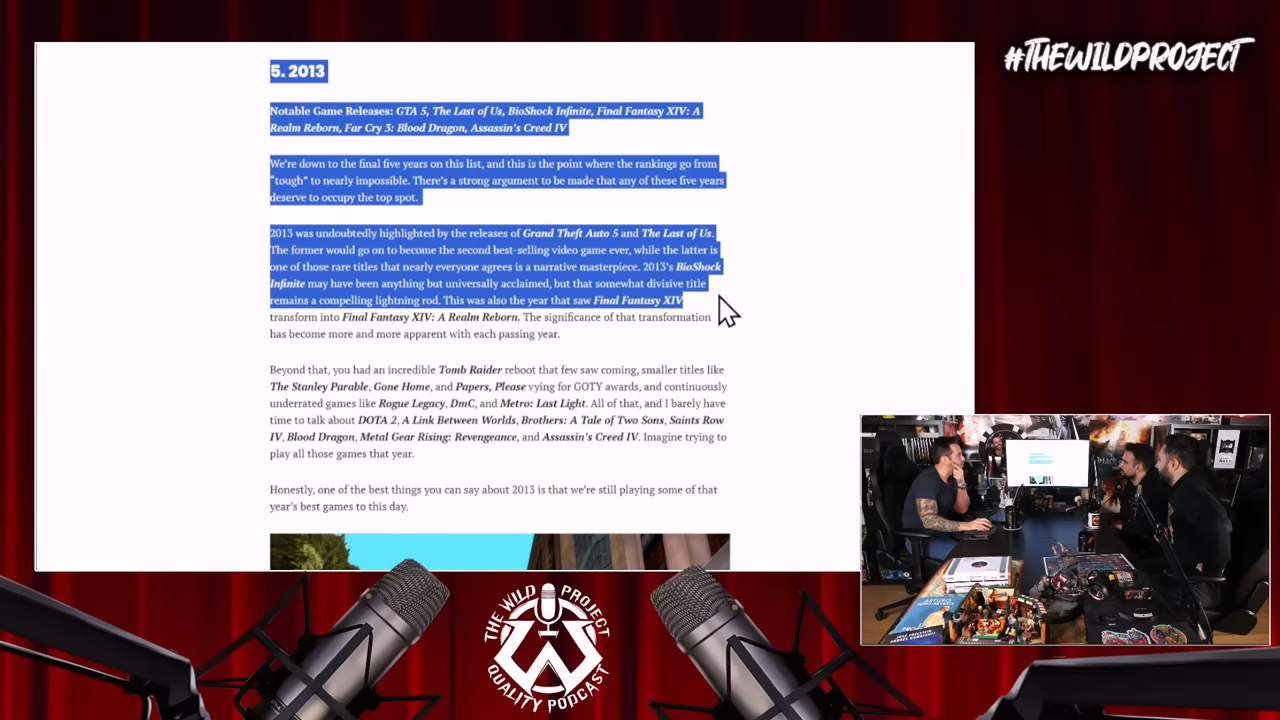 #THEWILDPROJECT
5. 2013
Notable Game Releases: GTA 5, The Last of Us, BioShock Infinite, Final Fantasy XIV: A
Realm Reborn, Far Cry 3: Blood Dragon, Assassin's Creed IV
We're down to the final five years on this list, and this is the point where the rankings go from
“tough” to nearly impossible. There's a strong argument to be made that any of these five years
deserve to occupy the top spot.
2013 was undoubtedly highlighted by the releases of Grand Theft Auto 5 and The Last of Us.
The former would go on to become the second best-selling video game ever, while the latter is
one of those rare titles that nearly everyone agrees is a narrative masterpiece. 2013's BioShock
Infinite may have been anything but universally acclaimed, but that somewhat divisive title
remains a compelling lightning rod. This was also the year that saw Final Fantasy XIV
transform into Final Fantasy XIV: A Realm Reborn. The significance of that transformation
has become more and more apparent with each passing year.
Beyond that, you had an incredible Tomb Raider reboot that few saw coming, smaller titles like
The Stanley Parable, Gone Home, and Papers, Please vying for GOTY awards, and continuously
underrated games like Rogue Legacy, DmC, and Metro: Last Light. All of that, and I barely have
time to talk about DOTA 2, A Link Between Worlds, Brothers: A Tale of Two Sons, Saints Row
IV, Blood Dragon, Metal Gear Rising: Revengeance, and Assassin's Creed IV. Imagine trying to
play all those games that year.
Honestly, one of the best things you can say about 2013 is that we're still playing some of that
year's best games to this day.
THE WILD PROJECT
QUALITY PODCAST
ARTURO